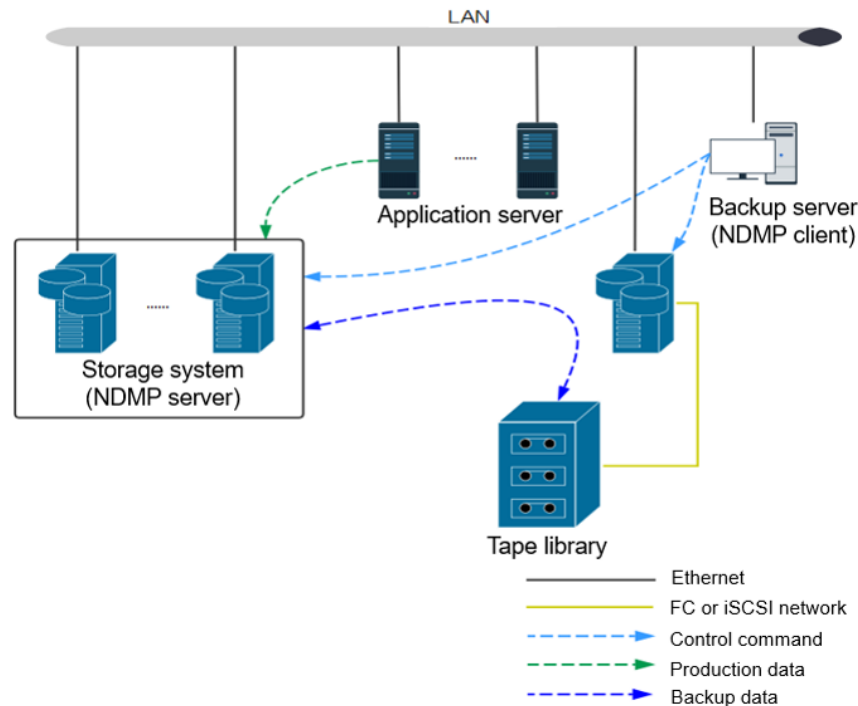 LAN
......
Application server
Backup server
(NDMP client)
......
Storage system
(NDMP server)
Tape library
Ethernet
FC or iSCSI network
Control command
Production data
Backup data